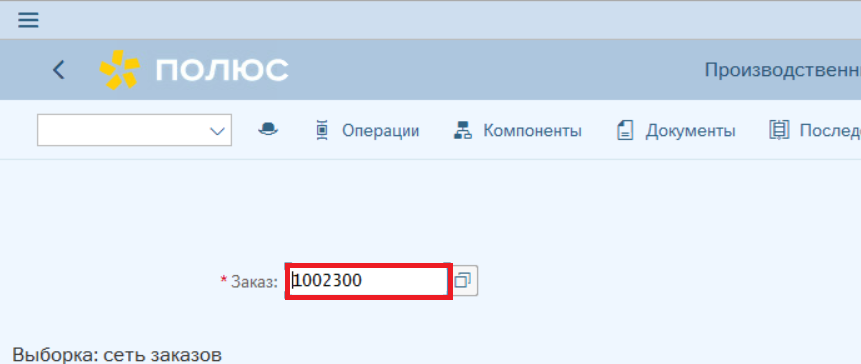 ПОЛЮС
Производственн
Операции Компоненты Документы Послед
* Заказ: 1002300
Выборка: сеть заказов